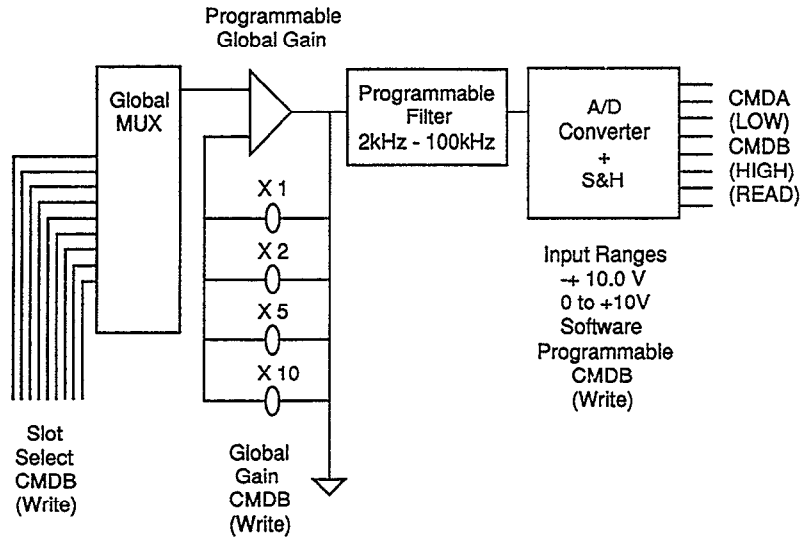 Programmable
Global Gain
Global
MUX
Programmable
Filter
2kHz - 100kHz
A/D
Converter
+
S&H
CMDA
(LOW)
CMDB
(HIGH)
(READ)
X 1
X 2
X 5
X 10
Input Ranges
-+ 10.0 V
0 to +10V
Software
Programmable
CMDB
(Write)
Slot
Select
CMDB
(Write)
Global
Gain
CMDB
(Write)